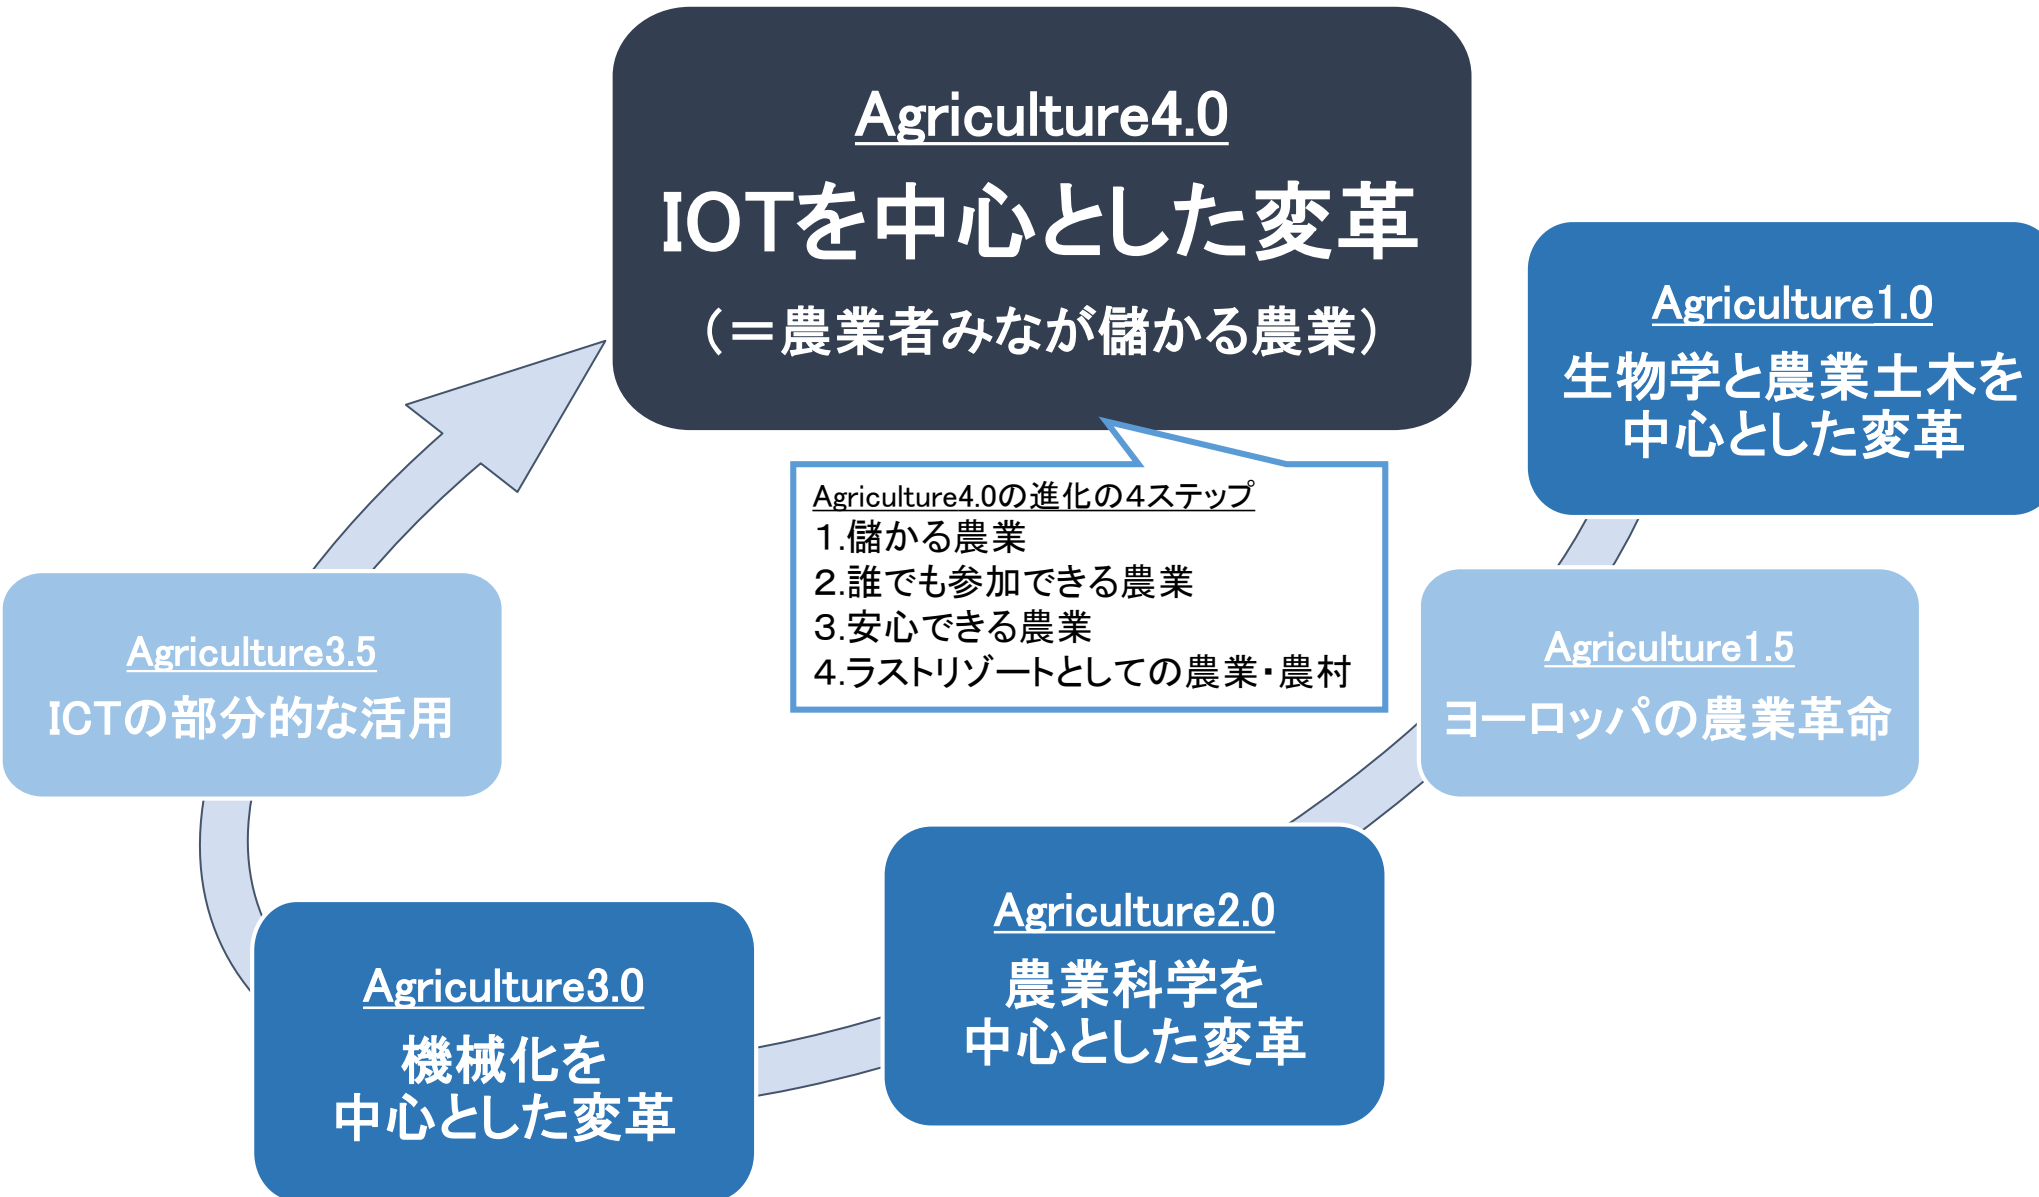 Agriculture4.0
IOTを中心とした変革
（＝農業者みなが儲かる農業）
Agriculture1.0
生物学と農業土木を
中心とした変革
Agriculture4.0の進化の４ステップ
１.儲かる農業
２.誰でも参加できる農業
３.安心できる農業
４.ラストリゾートとしての農業・農村
Agriculture1.5
ヨーロッパの農業革命
Agriculture3.5
ICTの部分的な活用
Agriculture2.0
農業科学を
中心とした変革
Agriculture3.0
機械化を
中心とした変革